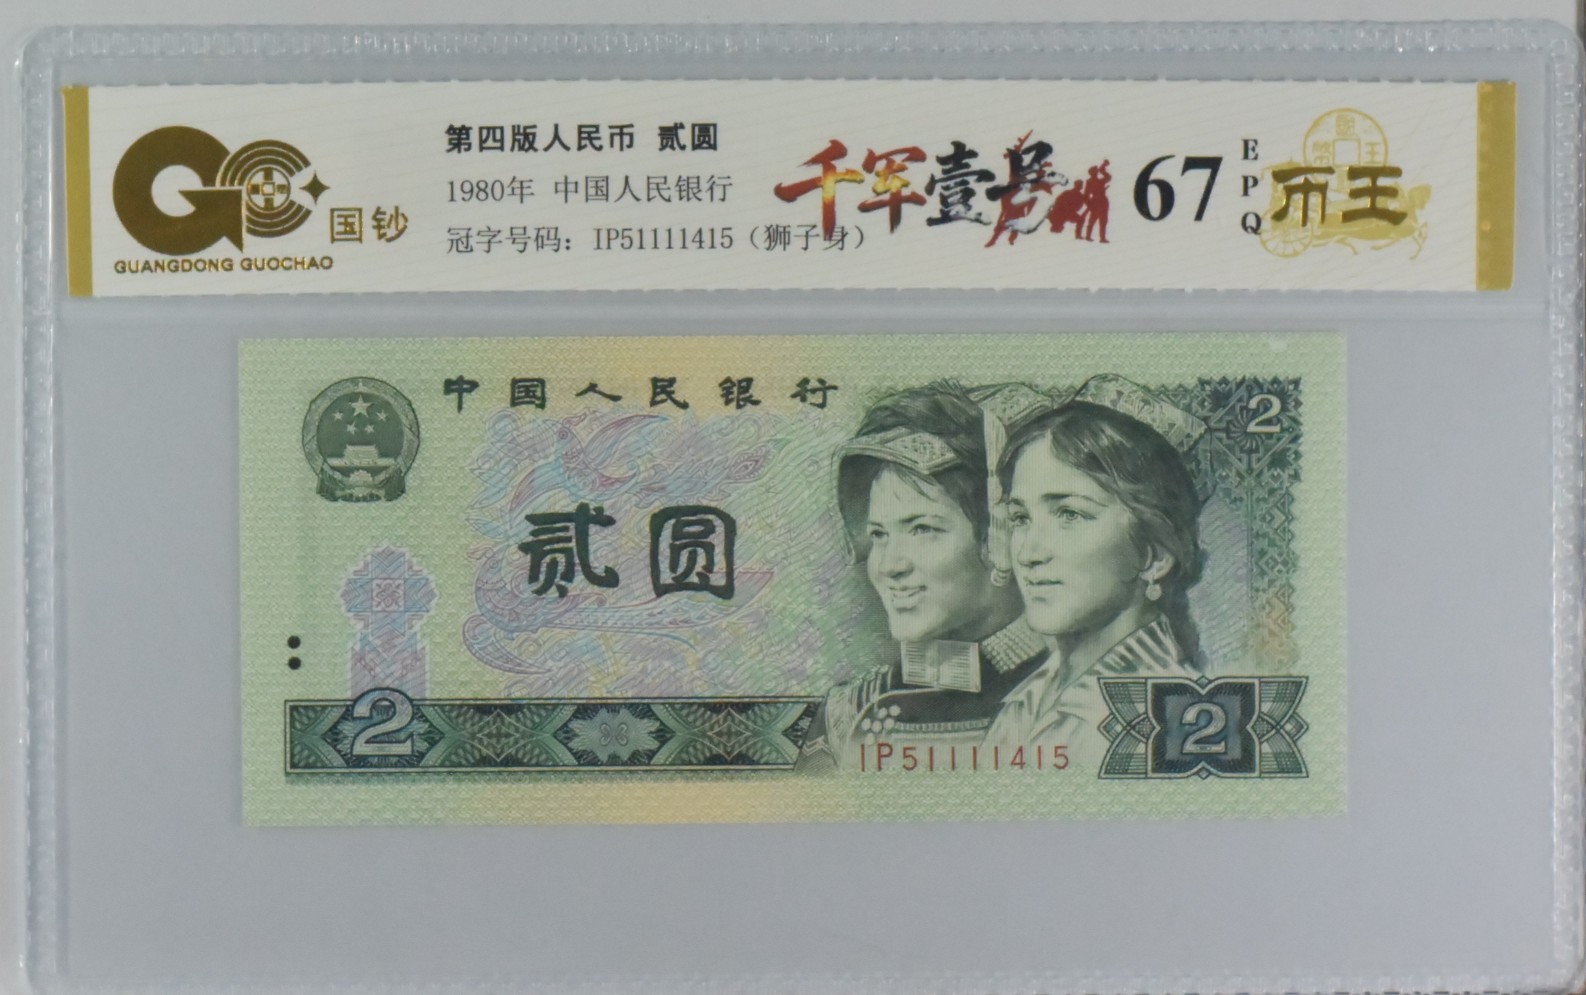 国钞
GUANGDONG GUOCHAO
第四版人民币 贰圆
1980年 中国人民银行
冠字号码：IP51111415（狮子身）
千军壹号
67
EPQ
币王
中国人民银行
2
贰圆
2
IP51111415
2